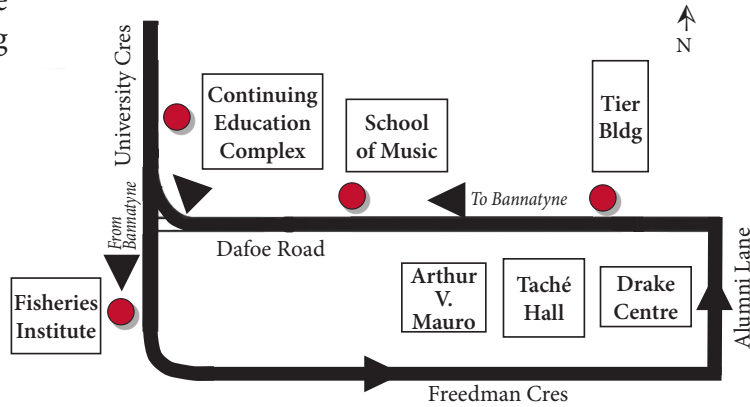 e
g
N
University Cres
Continuing
Education
Complex
School
of Music
Tier
Bldg
To Bannatyne
From
Bannatyne
Dafoe Road
Fisheries
Institute
Arthur
V.
Mauro
Taché
Hall
Drake
Centre
Alumni Lane
Freedman Cres